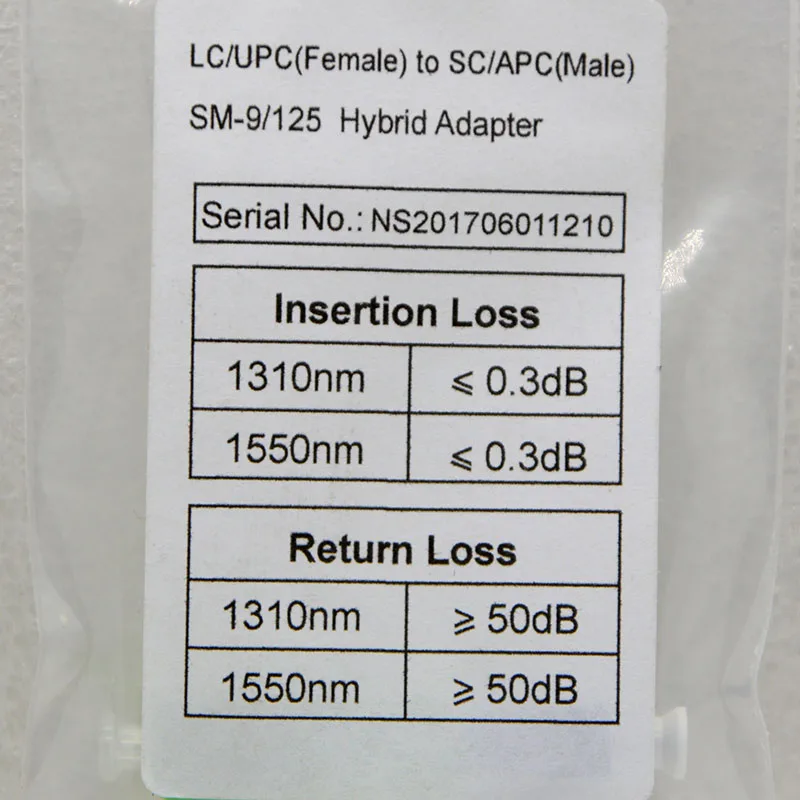 LC/UPC(Female) to SC/APC(Male)
SM-9/125 Hybrid Adapter
Serial No.: NS201706011210
Insertion Loss
1310nm ⩽ 0.3dB
1550nm ⩽ 0.3dB
Return Loss
1310nm ⩾ 50dB
1550nm ⩾ 50dB